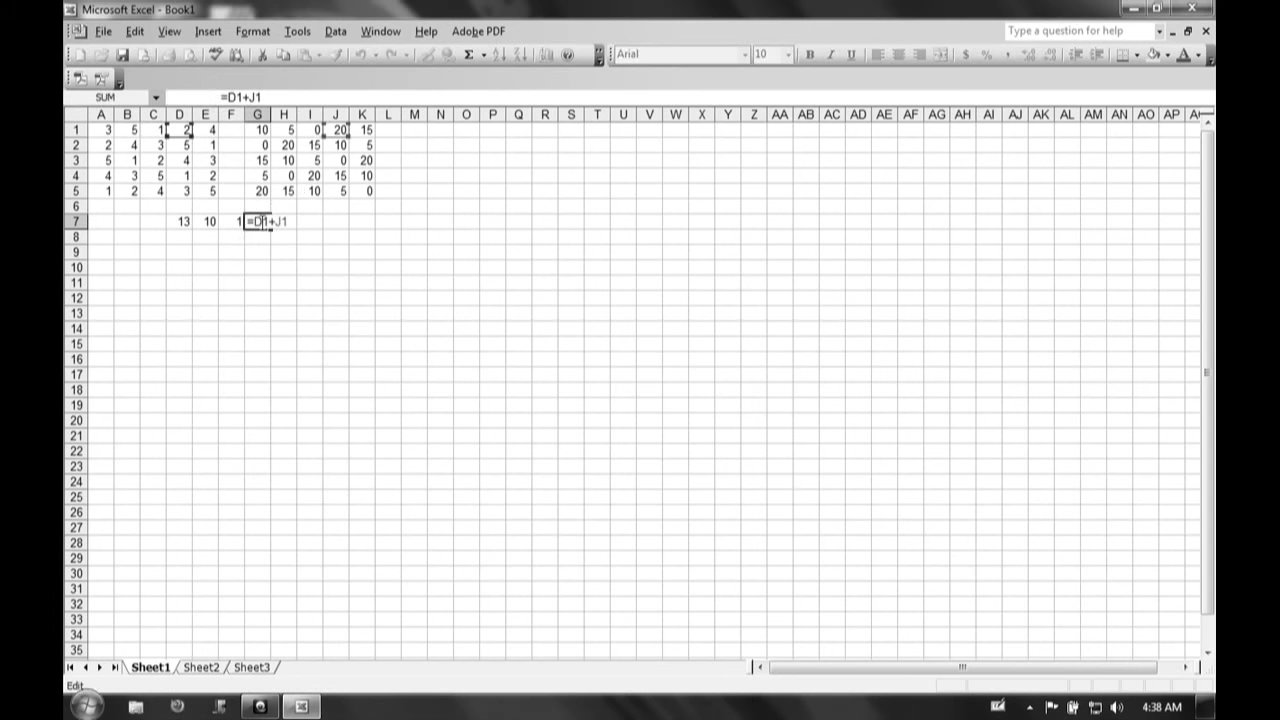 Microsoft Excel - Book1
File Edit View Insert Format Tools Data Window Help Adobe PDF Type a question for help
Arial 10 B I U $ % ,
SUM =D1+J1
A B C D E F G H I J K L M N O P Q R S T U V W X Y Z AA AB AC AD AE AF AG AH AI AJ AK AL AM AN AO AP
1 3 5 1 2 4 10 5 0 20 15
2 2 4 3 5 1 0 20 15 10 5
3 5 1 2 4 3 15 10 5 0 20
4 4 3 5 1 2 5 0 20 15 10
5 1 2 4 3 5 20 15 10 5 0
6
7 13 10 1 =D1+J1
8
9
10
11
12
13
14
15
16
17
18
19
20
21
22
23
24
25
26
27
28
29
30
31
32
33
34
35
Sheet1 Sheet2 Sheet3
Edit
4:38 AM